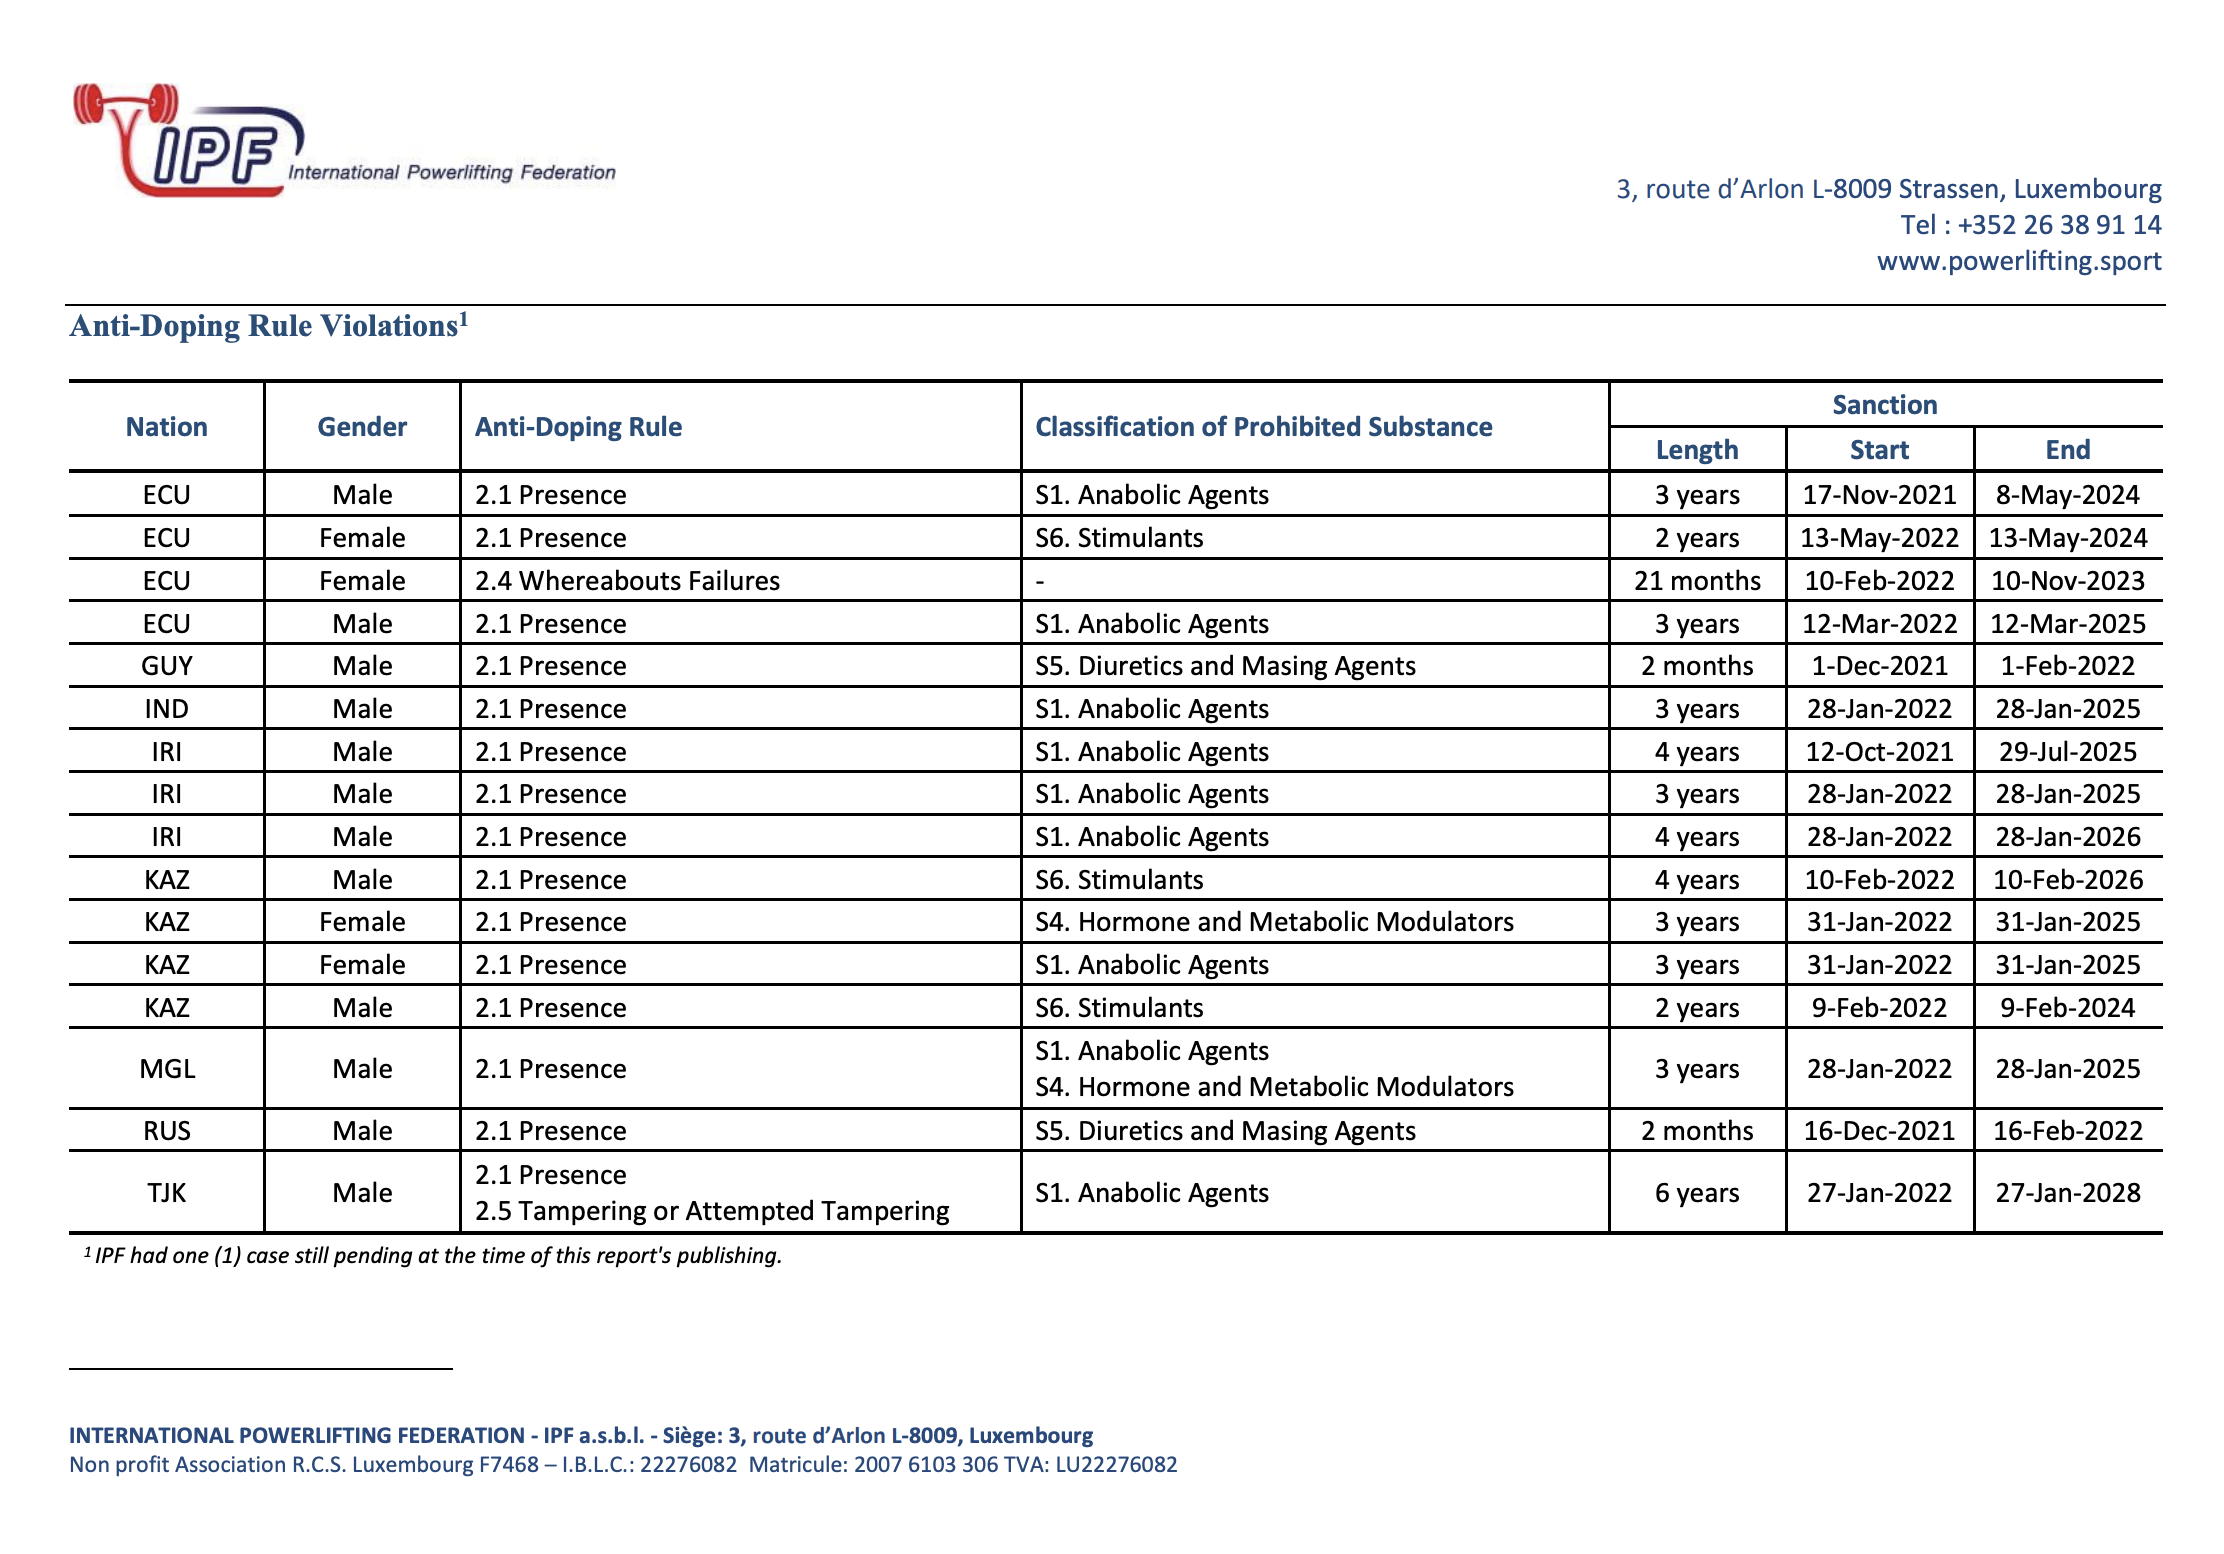 IPF International Powerlifting Federation
3, route d’Arlon L-8009 Strassen, Luxembourg
Tel : +352 26 38 91 14
www.powerlifting.sport
Anti-Doping Rule Violations¹
Nation Gender Anti-Doping Rule Classification of Prohibited Substance Sanction
Length Start End
ECU Male 2.1 Presence S1. Anabolic Agents 3 years 17-Nov-2021 8-May-2024
ECU Female 2.1 Presence S6. Stimulants 2 years 13-May-2022 13-May-2024
ECU Female 2.4 Whereabouts Failures - 21 months 10-Feb-2022 10-Nov-2023
ECU Male 2.1 Presence S1. Anabolic Agents 3 years 12-Mar-2022 12-Mar-2025
GUY Male 2.1 Presence S5. Diuretics and Masing Agents 2 months 1-Dec-2021 1-Feb-2022
IND Male 2.1 Presence S1. Anabolic Agents 3 years 28-Jan-2022 28-Jan-2025
IRI Male 2.1 Presence S1. Anabolic Agents 4 years 12-Oct-2021 29-Jul-2025
IRI Male 2.1 Presence S1. Anabolic Agents 3 years 28-Jan-2022 28-Jan-2025
IRI Male 2.1 Presence S1. Anabolic Agents 4 years 28-Jan-2022 28-Jan-2026
KAZ Male 2.1 Presence S6. Stimulants 4 years 10-Feb-2022 10-Feb-2026
KAZ Female 2.1 Presence S4. Hormone and Metabolic Modulators 3 years 31-Jan-2022 31-Jan-2025
KAZ Female 2.1 Presence S1. Anabolic Agents 3 years 31-Jan-2022 31-Jan-2025
KAZ Male 2.1 Presence S6. Stimulants 2 years 9-Feb-2022 9-Feb-2024
MGL Male 2.1 Presence S1. Anabolic Agents 3 years 28-Jan-2022 28-Jan-2025
S4. Hormone and Metabolic Modulators
RUS Male 2.1 Presence S5. Diuretics and Masing Agents 2 months 16-Dec-2021 16-Feb-2022
TJK Male 2.1 Presence S1. Anabolic Agents 6 years 27-Jan-2022 27-Jan-2028
2.5 Tampering or Attempted Tampering
¹ IPF had one (1) case still pending at the time of this report's publishing.
INTERNATIONAL POWERLIFTING FEDERATION - IPF a.s.b.l. - Siège: 3, route d’Arlon L-8009, Luxembourg
Non profit Association R.C.S. Luxembourg F7468 – I.B.L.C.: 22276082 Matricule: 2007 6103 306 TVA: LU22276082